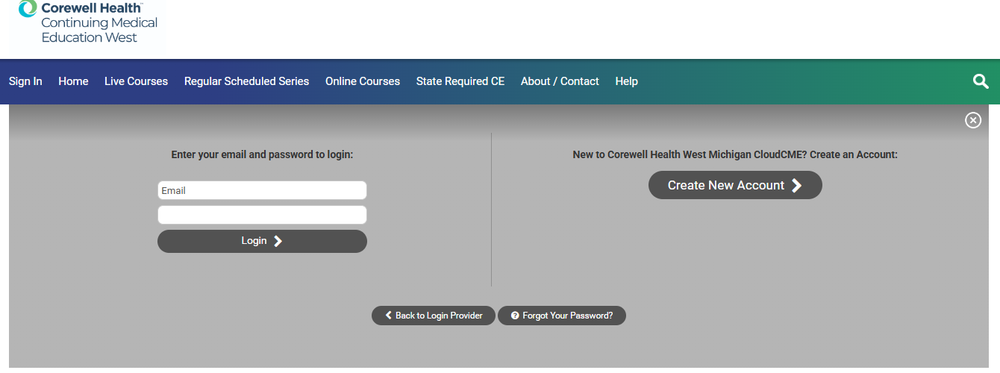 Corewell Health™
Continuing Medical
Education West
Sign In Home Live Courses Regular Scheduled Series Online Courses State Required CE About / Contact Help
Enter your email and password to login:
Email
Login
New to Corewell Health West Michigan CloudCME? Create an Account:
Create New Account
Back to Login Provider
Forgot Your Password?